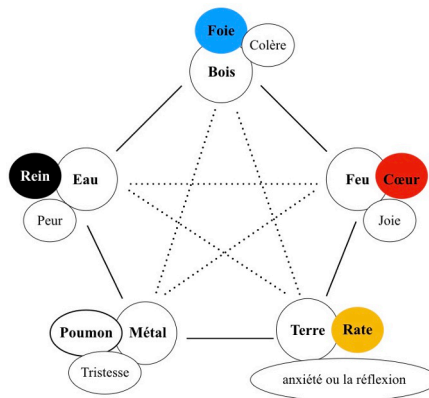 Foie
Colère
Bois
Rein
Eau
Feu
Cœur
Peur
Joie
Poumon
Métal
Terre
Rate
Tristesse
anxiété ou la réflexion